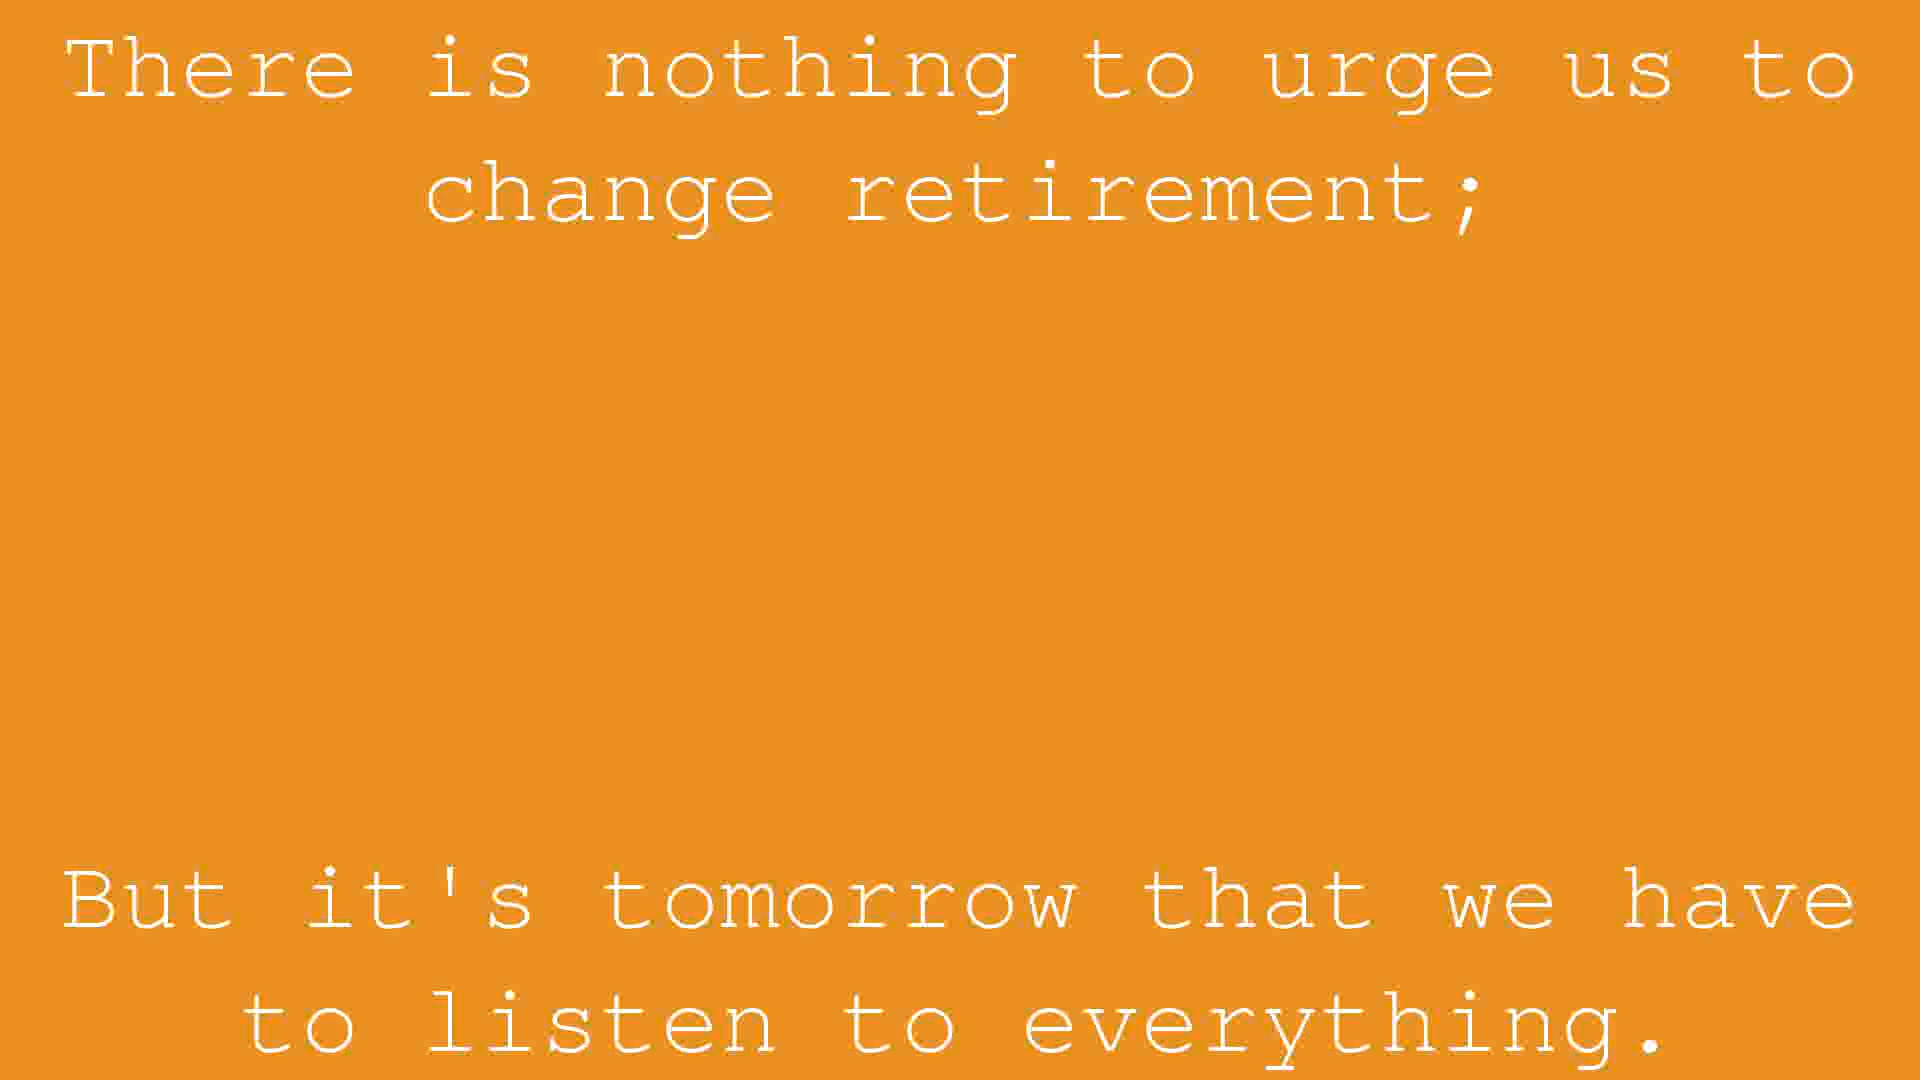 There is nothing to urge us to
change retirement;
But it's tomorrow that we have
to listen to everything.